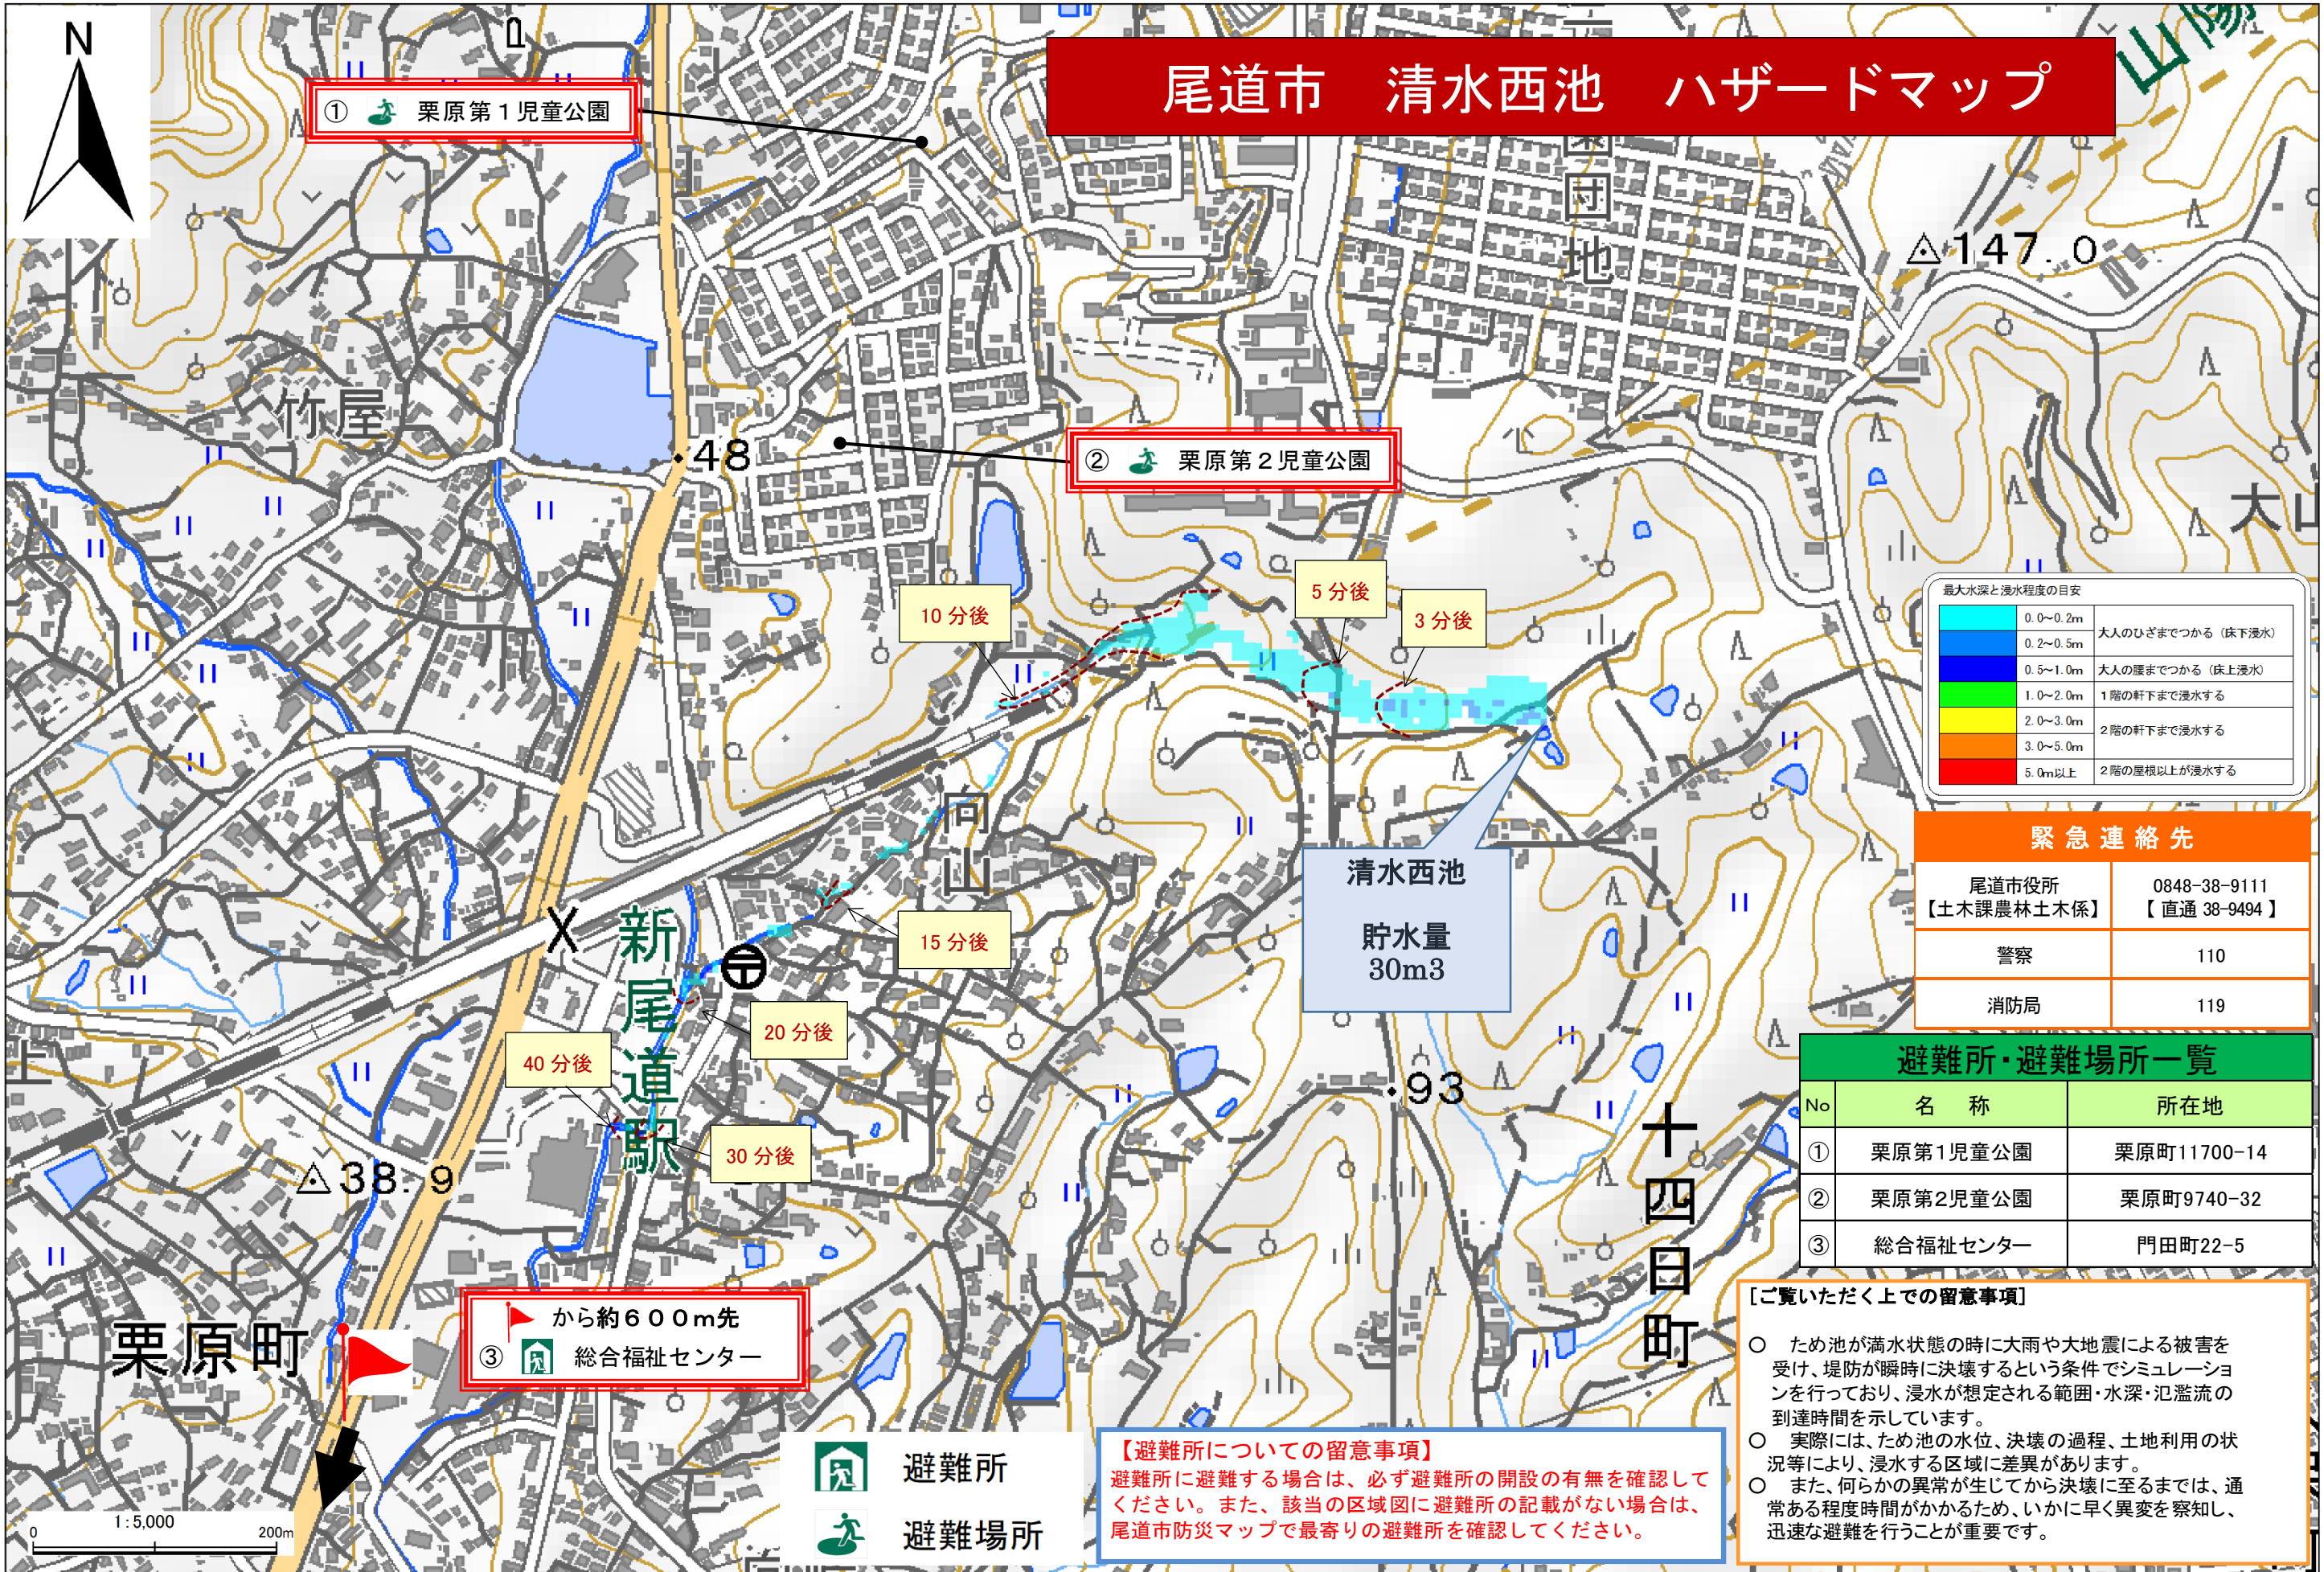 N
尾道市　清水西池　ハザードマップ
① 栗原第１児童公園
団
地
147.0
竹屋
48
② 栗原第２児童公園
大山
10 分後
5 分後
3 分後
最大水深と浸水程度の目安
0.0～0.2m
大人のひざまでつかる（床下浸水）
0.2～0.5m
0.5～1.0m 大人の腰までつかる（床上浸水）
1.0～2.0m １階の軒下まで浸水する
2.0～3.0m
２階の軒下まで浸水する
3.0～5.0m
5.0m以上 ２階の屋根以上が浸水する
向山
清水西池
貯水量
30m3
緊急連絡先
尾道市役所
【土木課農林土木係】
0848-38-9111
【 直通 38-9494 】
警察 110
消防局 119
新尾道駅
15 分後
20 分後
40 分後
30 分後
上
38.9
93
十四日町
避難所・避難場所一覧
No 名　称 所在地
① 栗原第1児童公園 栗原町11700-14
② 栗原第2児童公園 栗原町9740-32
③ 総合福祉センター 門田町22-5
栗原町
から約６００ｍ先
③ 総合福祉センター
[ご覧いただく上での留意事項]
○　ため池が満水状態の時に大雨や大地震による被害を
受け、堤防が瞬時に決壊するという条件でシミュレーショ
ンを行っており、浸水が想定される範囲・水深・氾濫流の
到達時間を示しています。
○　実際には、ため池の水位、決壊の過程、土地利用の状
況等により、浸水する区域に差異があります。
○　また、何らかの異常が生じてから決壊に至るまでは、通
常ある程度時間がかかるため、いかに早く異変を察知し、
迅速な避難を行うことが重要です。
避難所
避難場所
【避難所についての留意事項】
避難所に避難する場合は、必ず避難所の開設の有無を確認して
ください。また、該当の区域図に避難所の記載がない場合は、
尾道市防災マップで最寄りの避難所を確認してください。
1:5,000
0 200m